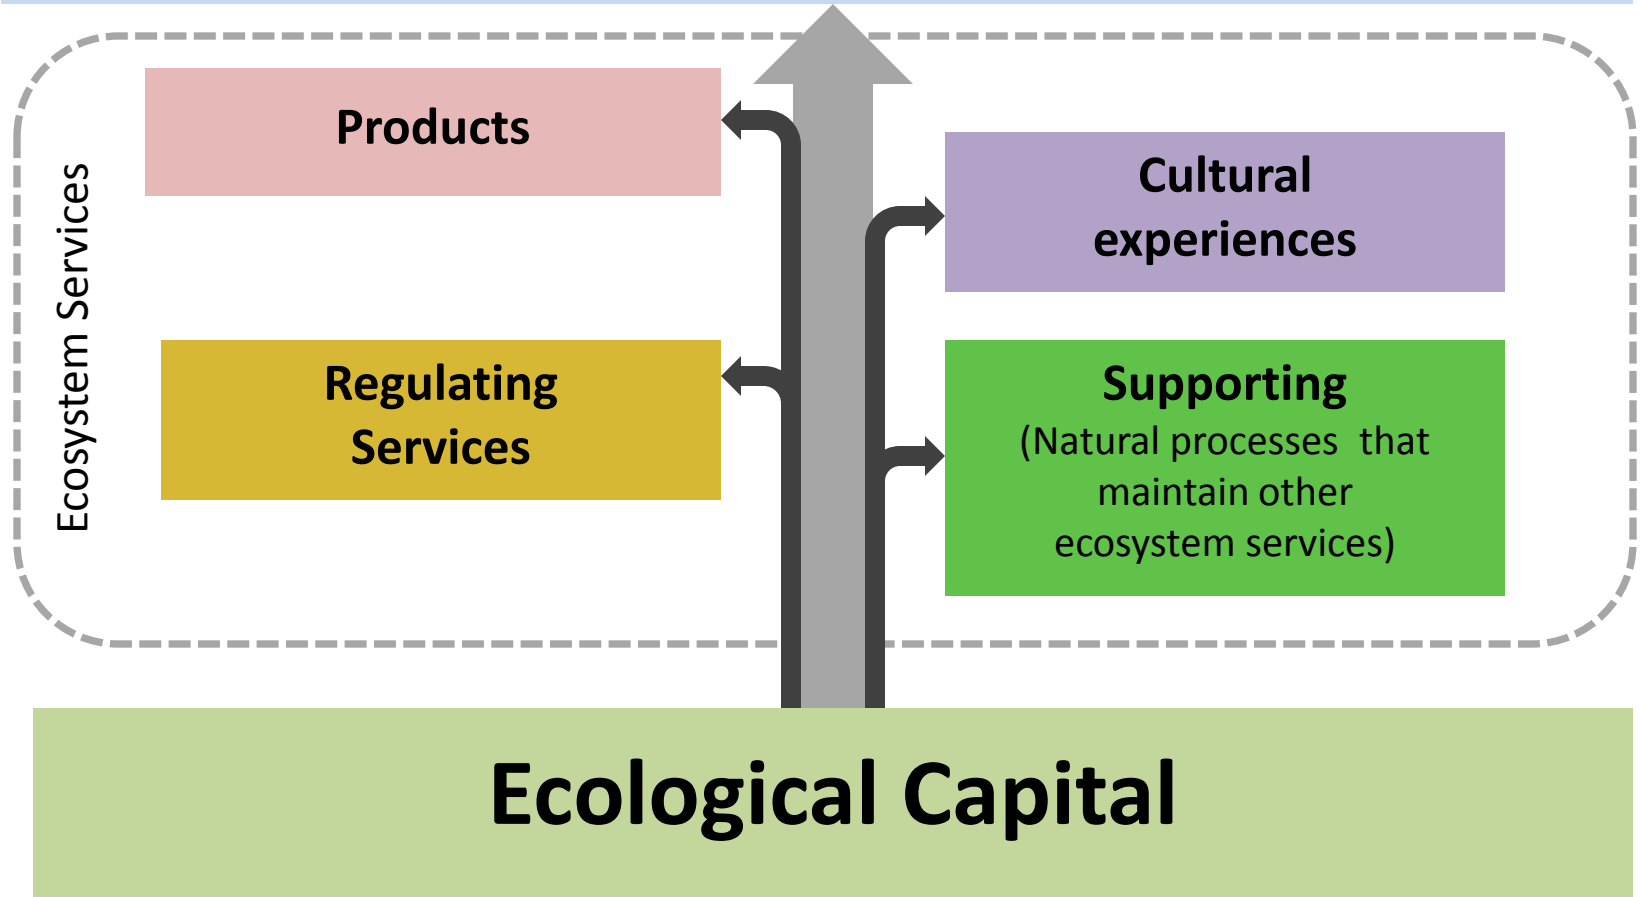 Products
Cultural
experiences
Ecosystem Services
Regulating
Services
Supporting
(Natural processes  that
maintain other
ecosystem services)
Ecological Capital